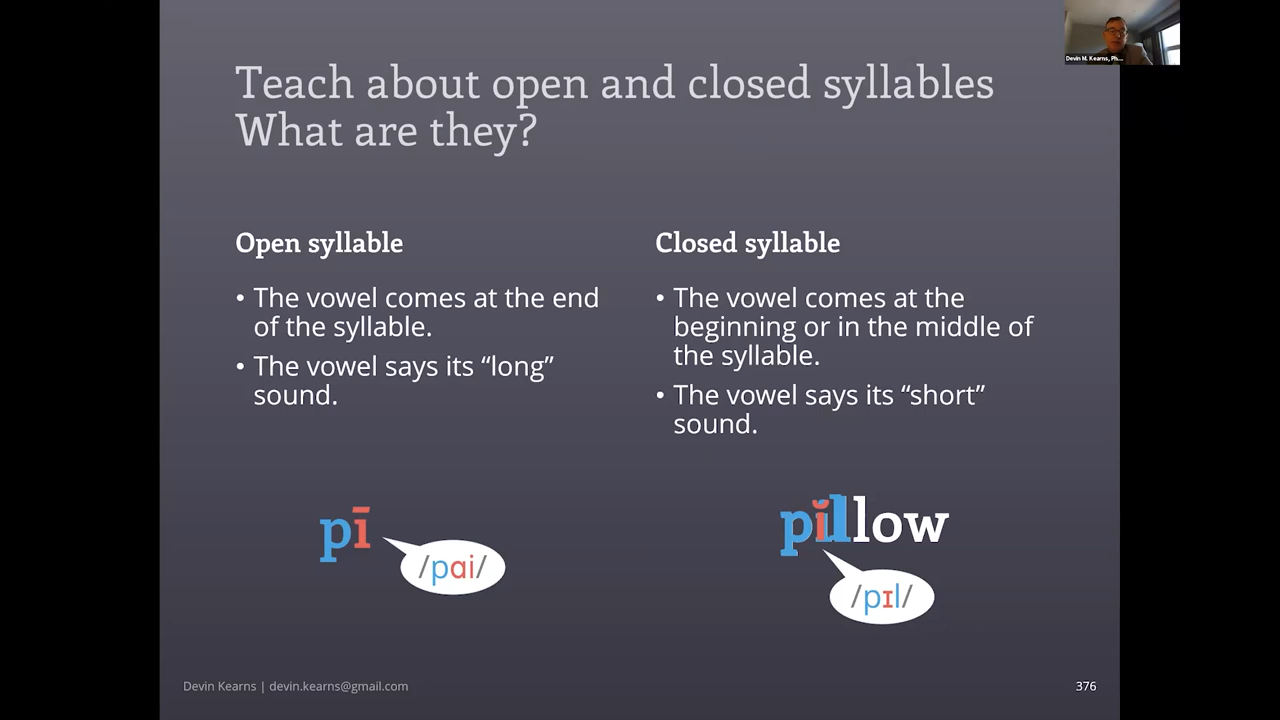 Devin M. Kearns, Ph....
Teach about open and closed syllables
What are they?
Open syllable
• The vowel comes at the end
of the syllable.
• The vowel says its “long”
sound.
pī
/pai/
Closed syllable
• The vowel comes at the
beginning or in the middle of
the syllable.
• The vowel says its “short”
sound.
pĭllow
/pɪl/
Devin Kearns | devin.kearns@gmail.com
376